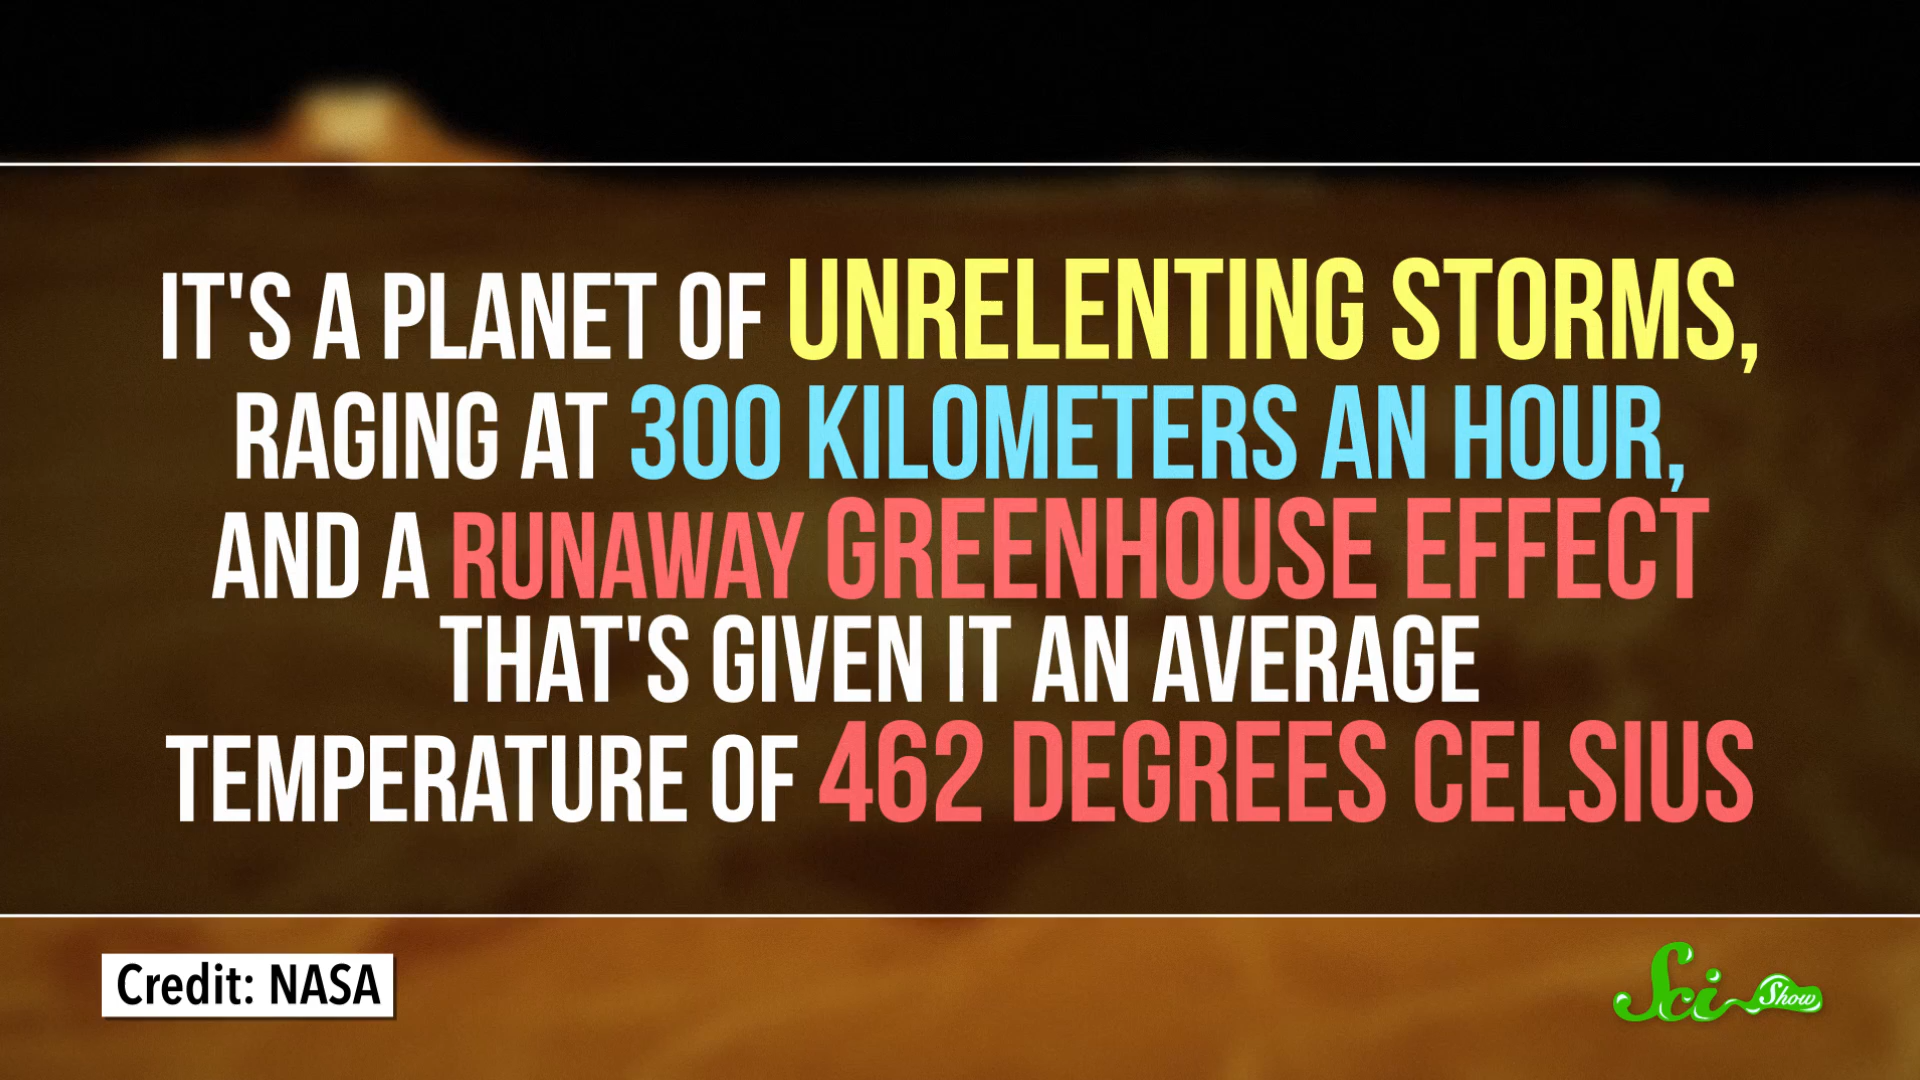 IT'S A PLANET OF UNRELENTING STORMS,
RAGING AT 300 KILOMETERS AN HOUR,
AND A RUNAWAY GREENHOUSE EFFECT
THAT'S GIVEN IT AN AVERAGE
TEMPERATURE OF 462 DEGREES CELSIUS
Credit: NASA
Sci Show